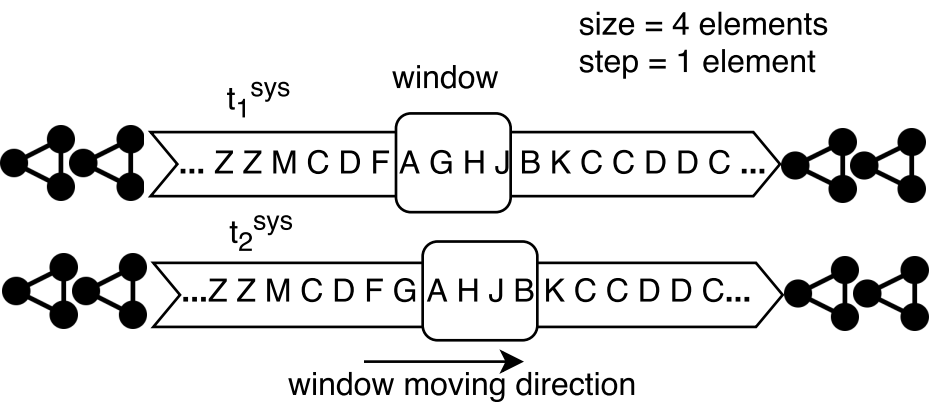 size = 4 elements
step = 1 element
window
t₁ˢʸˢ
... Z Z M C D F A G H J B K C C D D C ...
t₂ˢʸˢ
...Z Z M C D F G A H J B K C C D D C...
window moving direction